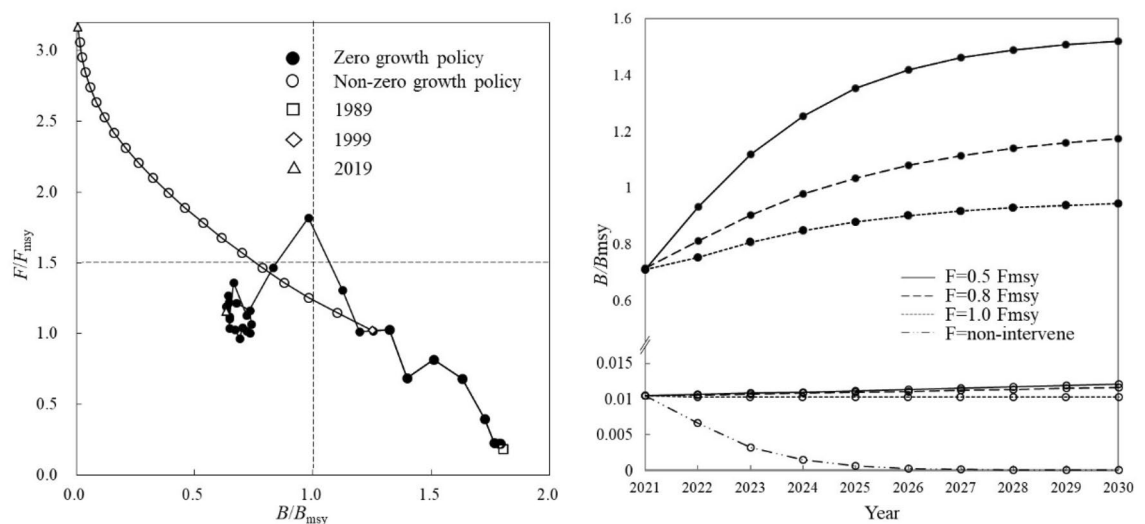 3.0
2.5
2.0
1.5
1.0
0.5
0.0
F/Fmsy
Zero growth policy
Non-zero growth policy
1989
1999
2019
0.0 0.5 1.0 1.5 2.0
B/Bmsy
1.6
1.4
1.2
1
0.8
0.6
0.015
0.01
0.005
0
B/Bmsy
F=0.5 Fmsy
F=0.8 Fmsy
F=1.0 Fmsy
F=non-intervene
2021 2022 2023 2024 2025 2026 2027 2028 2029 2030
Year